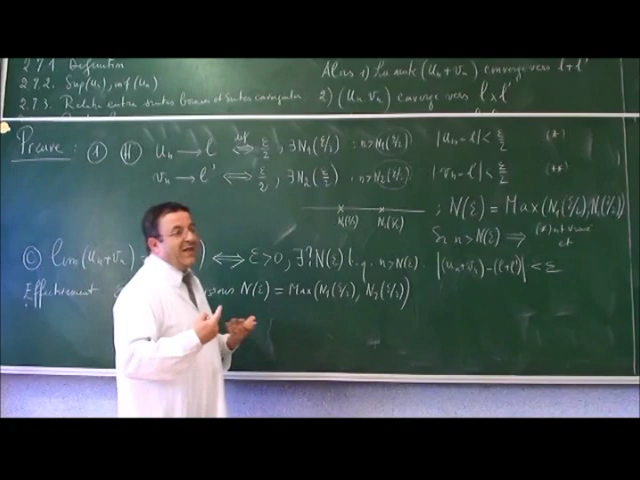 2.7.1 Definition
2.7.2. Sup(Un), inf(Un)
2.7.3. Relation entre suites bornées et suites convergentes
Alors 1) La suite (Un+Vn) converge vers l+l'
2) (Un Vn) converge vers l×l'
Preuve : ① (H) Un → l ⟺ ε/2, ∃N1(ε/2) : n>N1(ε/2) |Un-l|<ε/2 (*)
Vn → l' ⟺ ε/2, ∃N2(ε/2) . n>N2(ε/2) |Vn-l'|<ε/2 (**)
N1(ε/2) N2(ε/2) ; N(ε) = Max(N1(ε/2), N2(ε/2))
Si n>N(ε) ⟹ (*) est vraie et
(C) lim(Un+Vn) ⟺ ε>0, ∃?N(ε) t.q. n>N(ε) |(Un+Vn)-(l+l')| < ε
Effectivement N(ε) = Max(N1(ε/2), N2(ε/2))